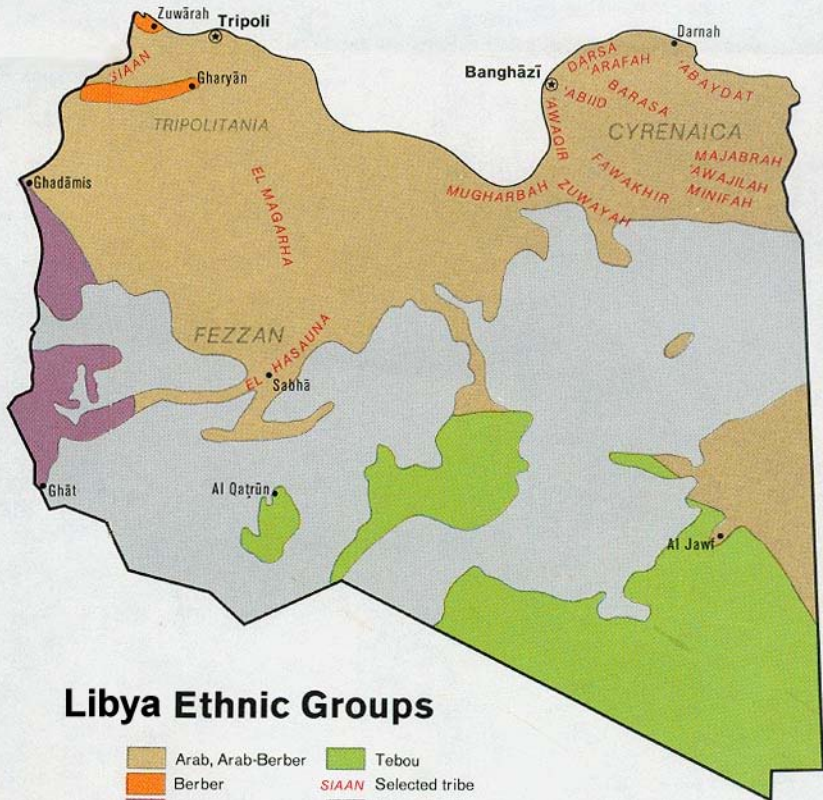 Zuwārah
Tripoli
Darnah
SIAAN
Gharyān
Banghāzī
DARSA
'ARAFAH
'ABAYDAT
'ABIID
BARASA
TRIPOLITANIA
'AWAQIR
CYRENAICA
Ghadāmis
EL MAGARHA
MUGHARBAH
ZUWAYAH
FAWAKHIR
MAJABRAH
'AWAJILAH
MINIFAH
FEZZAN
EL HASAUNA
Sabhā
Ghāt
Al Qaṭrūn
Al Jawf
Libya Ethnic Groups
Arab, Arab-Berber
Tebou
Berber
SIAAN Selected tribe